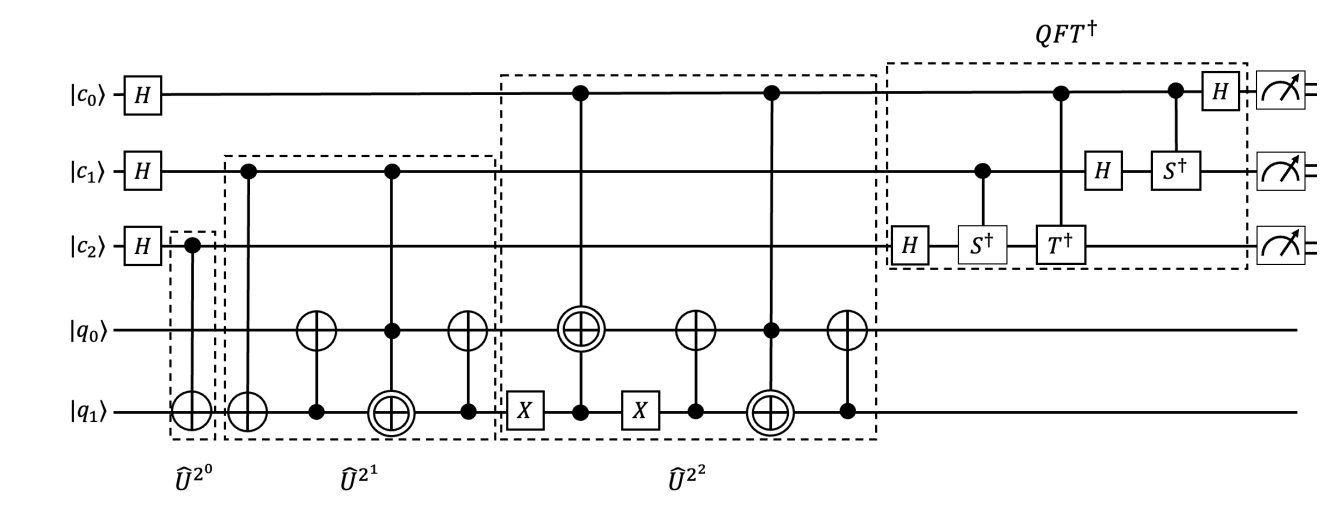 QFT†
|c₀⟩ H H
|c₁⟩ H H S†
|c₂⟩ H H S† T†
|q₀⟩
|q₁⟩ X X
Û^{2^0} Û^{2^1} Û^{2^2}